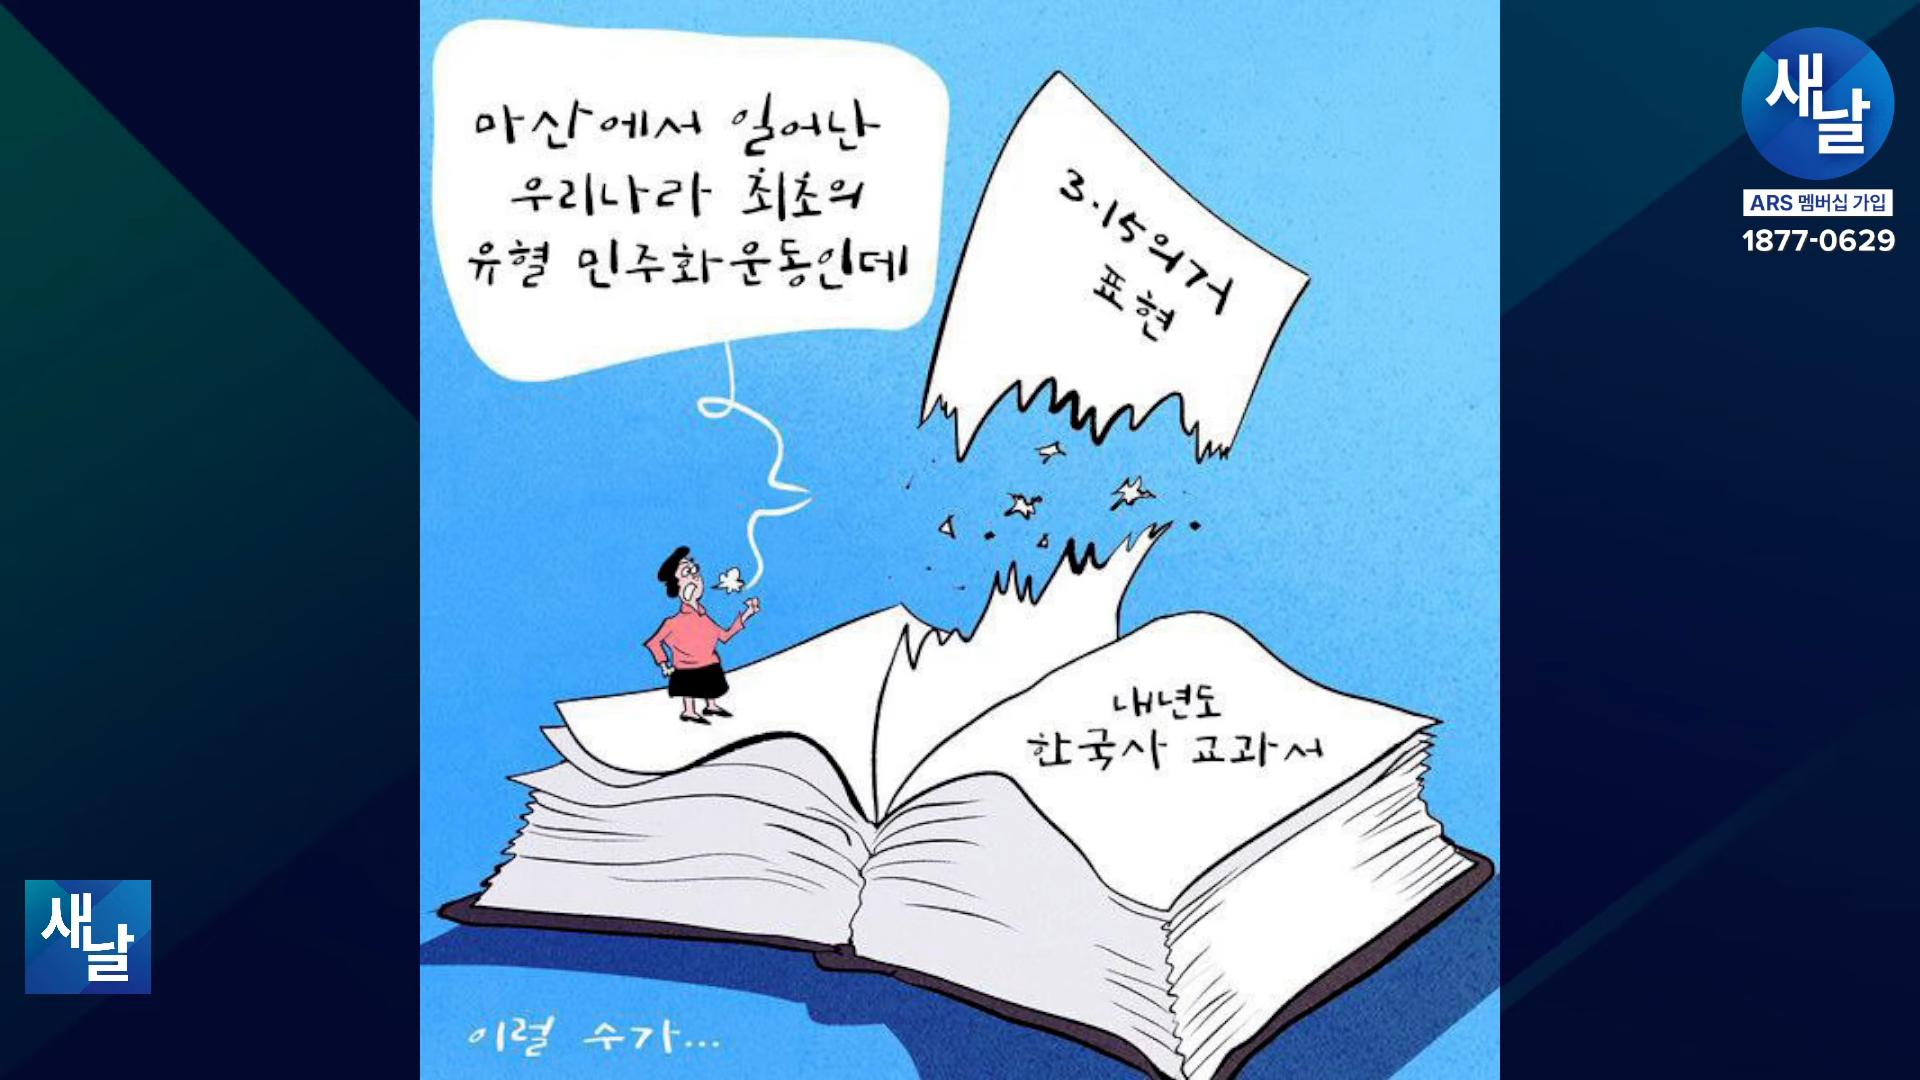 마산에서 일어난
우리나라 최초의
유혈 민주화운동인데
3.15의거
표현
내년도
한국사 교과서
이럴 수가...
새날
ARS 멤버십 가입
1877-0629
새날